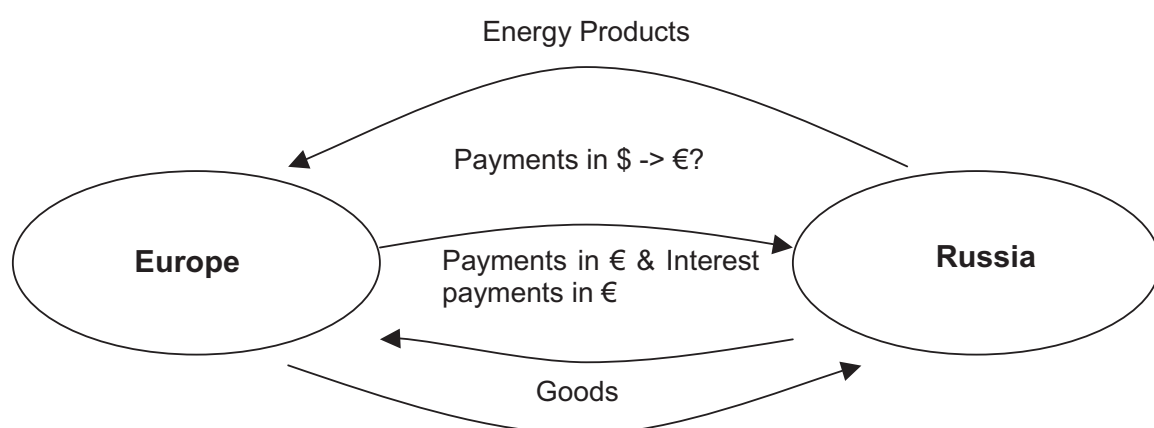 Energy Products
Payments in $ -> €?
Europe
Russia
Payments in € & Interest
payments in €
Goods